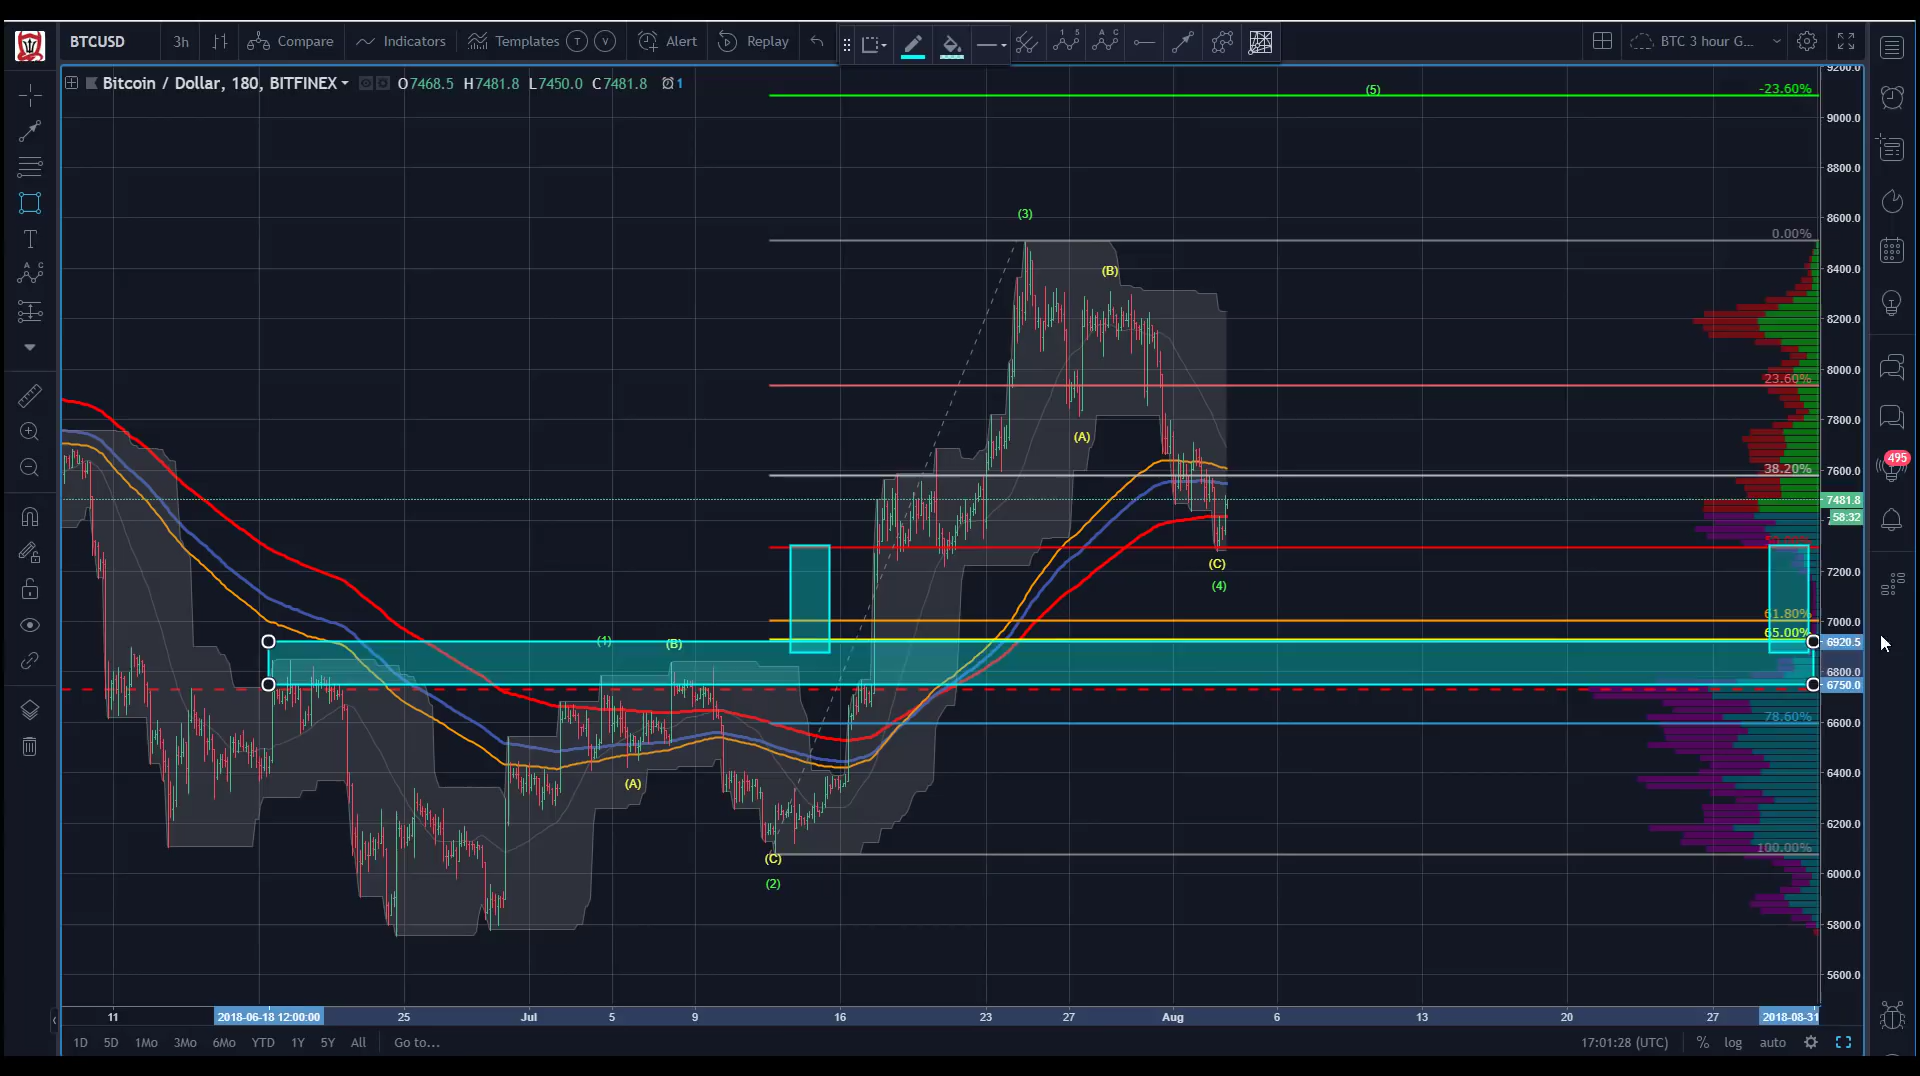 BTCUSD 3h Compare Indicators Templates T V Alert Replay BTC 3 hour G...
Bitcoin / Dollar, 180, BITFINEX O7468.5 H7481.8 L7450.0 C7481.8 1
9200.0
(5) -23.60%
9000.0
8800.0
(3) 8600.0
0.00%
(B) 8400.0
8200.0
23.60% 8000.0
(A) 7800.0
495
38.20% 7600.0
7481.8
-58:32
(C)
(4) 7200.0
61.80% 7000.0
65.00%
(1) (B) 6920.5
6800.0
6750.0
78.60% 6600.0
(A) 6400.0
6200.0
100.00%
(C) 6000.0
(2)
5800.0
5600.0
11 2018-06-18 12:00:00 25 Jul 5 9 16 23 27 Aug 6 13 20 27 2018-08-31
1D 5D 1Mo 3Mo 6Mo YTD 1Y 5Y All Go to... 17:01:28 (UTC) % log auto